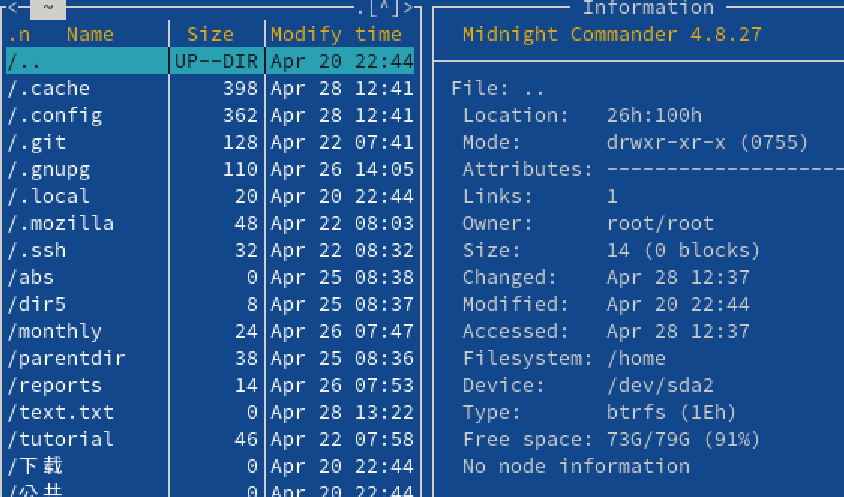 ~ .[^]>
.n Name Size Modify time
/.. UP--DIR Apr 20 22:44
/.cache 398 Apr 28 12:41
/.config 362 Apr 28 12:41
/.git 128 Apr 22 07:41
/.gnupg 110 Apr 26 14:05
/.local 20 Apr 20 22:44
/.mozilla 48 Apr 22 08:03
/.ssh 32 Apr 22 08:32
/abs 0 Apr 25 08:38
/dir5 8 Apr 25 08:37
/monthly 24 Apr 26 07:47
/parentdir 38 Apr 25 08:36
/reports 14 Apr 26 07:53
/text.txt 0 Apr 28 13:22
/tutorial 46 Apr 22 07:58
/下载 0 Apr 20 22:44
/公共 0 Apr 20 22:44
Information
Midnight Commander 4.8.27
File: ..
Location: 26h:100h
Mode: drwxr-xr-x (0755)
Attributes: --------------------
Links: 1
Owner: root/root
Size: 14 (0 blocks)
Changed: Apr 28 12:37
Modified: Apr 20 22:44
Accessed: Apr 28 12:37
Filesystem: /home
Device: /dev/sda2
Type: btrfs (1Eh)
Free space: 73G/79G (91%)
No node information